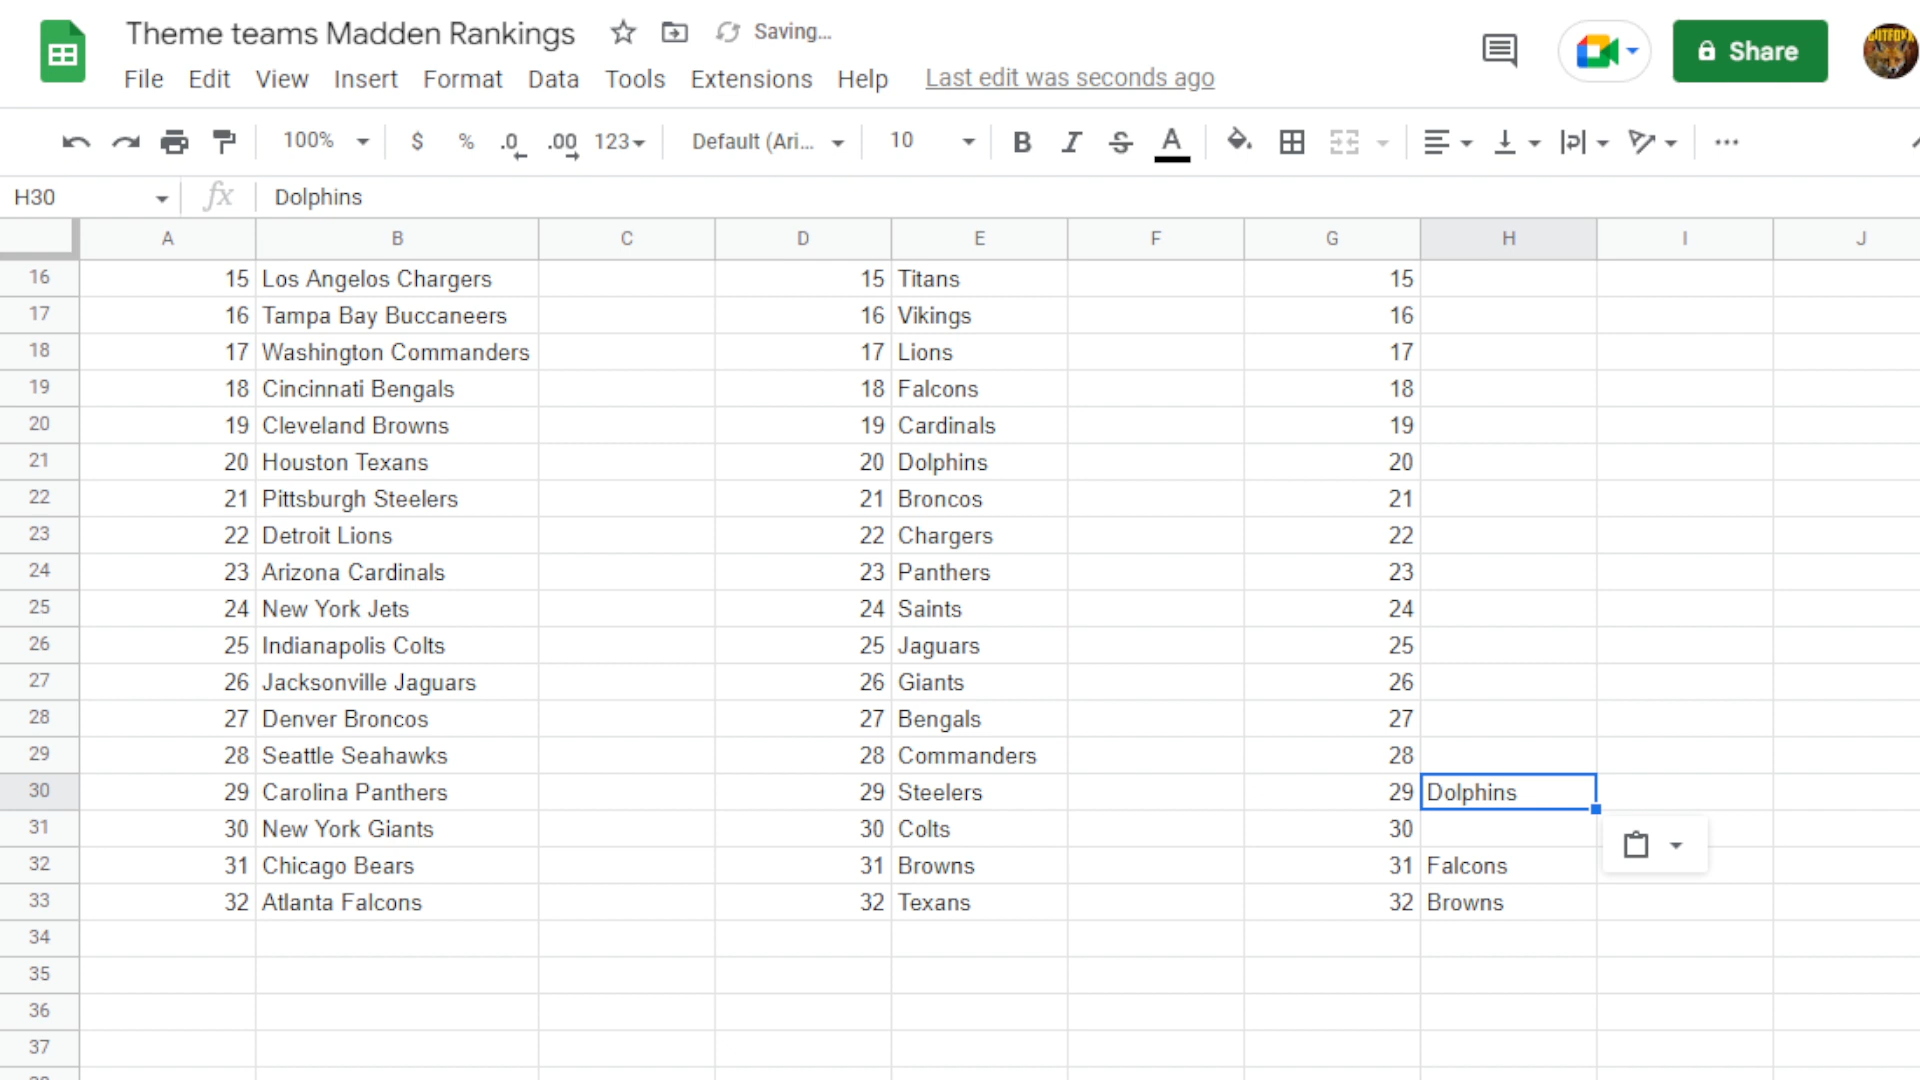 Theme teams Madden Rankings Saving...
File Edit View Insert Format Data Tools Extensions Help Last edit was seconds ago
Share
100% $ % .0 .00 123 Default (Ari... 10 B I S A
H30 fx Dolphins
A B C D E F G H I J
16 15 Los Angelos Chargers 15 Titans 15
17 16 Tampa Bay Buccaneers 16 Vikings 16
18 17 Washington Commanders 17 Lions 17
19 18 Cincinnati Bengals 18 Falcons 18
20 19 Cleveland Browns 19 Cardinals 19
21 20 Houston Texans 20 Dolphins 20
22 21 Pittsburgh Steelers 21 Broncos 21
23 22 Detroit Lions 22 Chargers 22
24 23 Arizona Cardinals 23 Panthers 23
25 24 New York Jets 24 Saints 24
26 25 Indianapolis Colts 25 Jaguars 25
27 26 Jacksonville Jaguars 26 Giants 26
28 27 Denver Broncos 27 Bengals 27
29 28 Seattle Seahawks 28 Commanders 28
30 29 Carolina Panthers 29 Steelers 29 Dolphins
31 30 New York Giants 30 Colts 30
32 31 Chicago Bears 31 Browns 31 Falcons
33 32 Atlanta Falcons 32 Texans 32 Browns
34
35
36
37